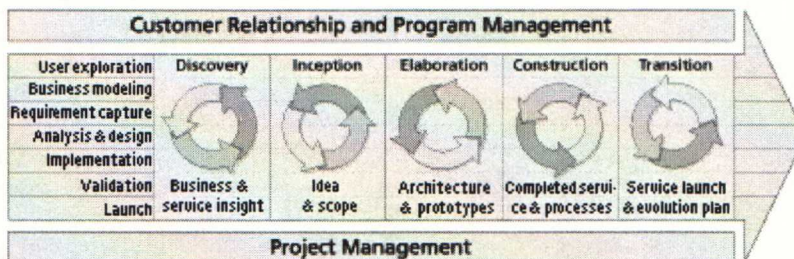 Customer Relationship and Program Management
User exploration
Business modeling
Requirement capture
Analysis & design
Implementation
Validation
Launch
Discovery
Business &
service insight
Inception
Idea
& scope
Elaboration
Architecture
& prototypes
Construction
Completed servi-
ce & processes
Transition
Service launch
& evolution plan
Project Management